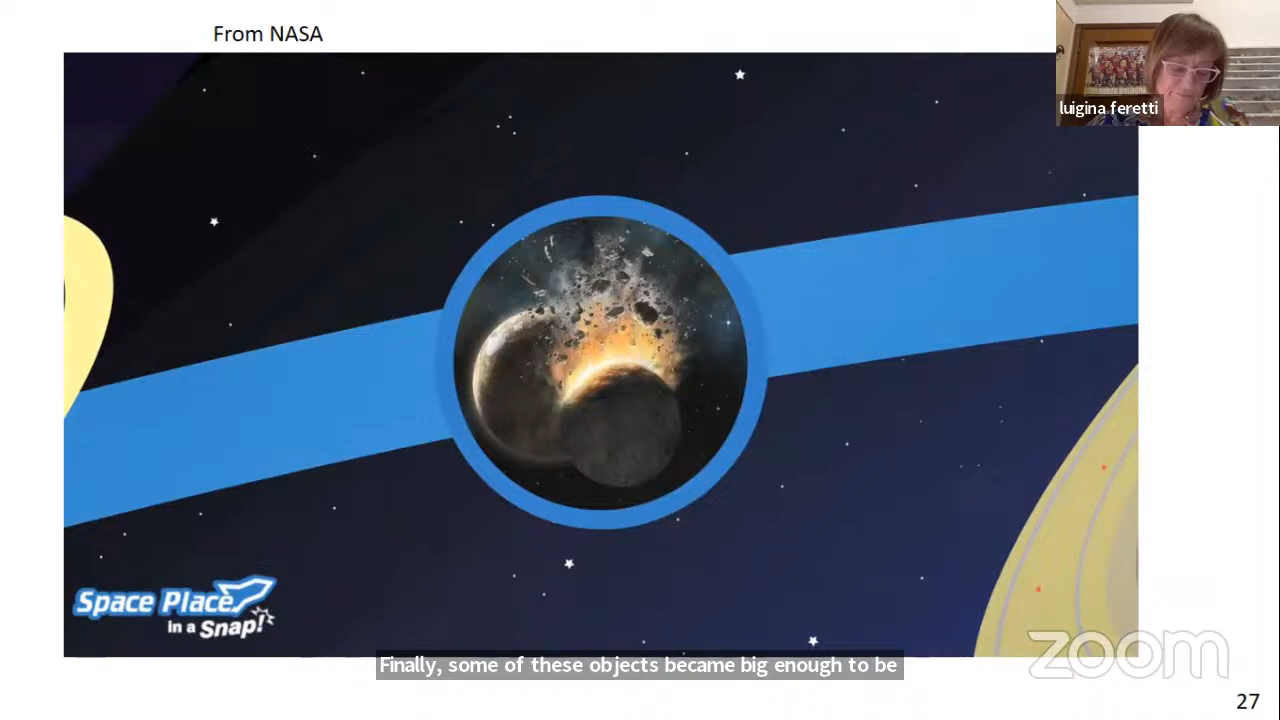 From NASA
luigina feretti
Space Place
in a Snap!
Finally, some of these objects became big enough to be
zoom
27